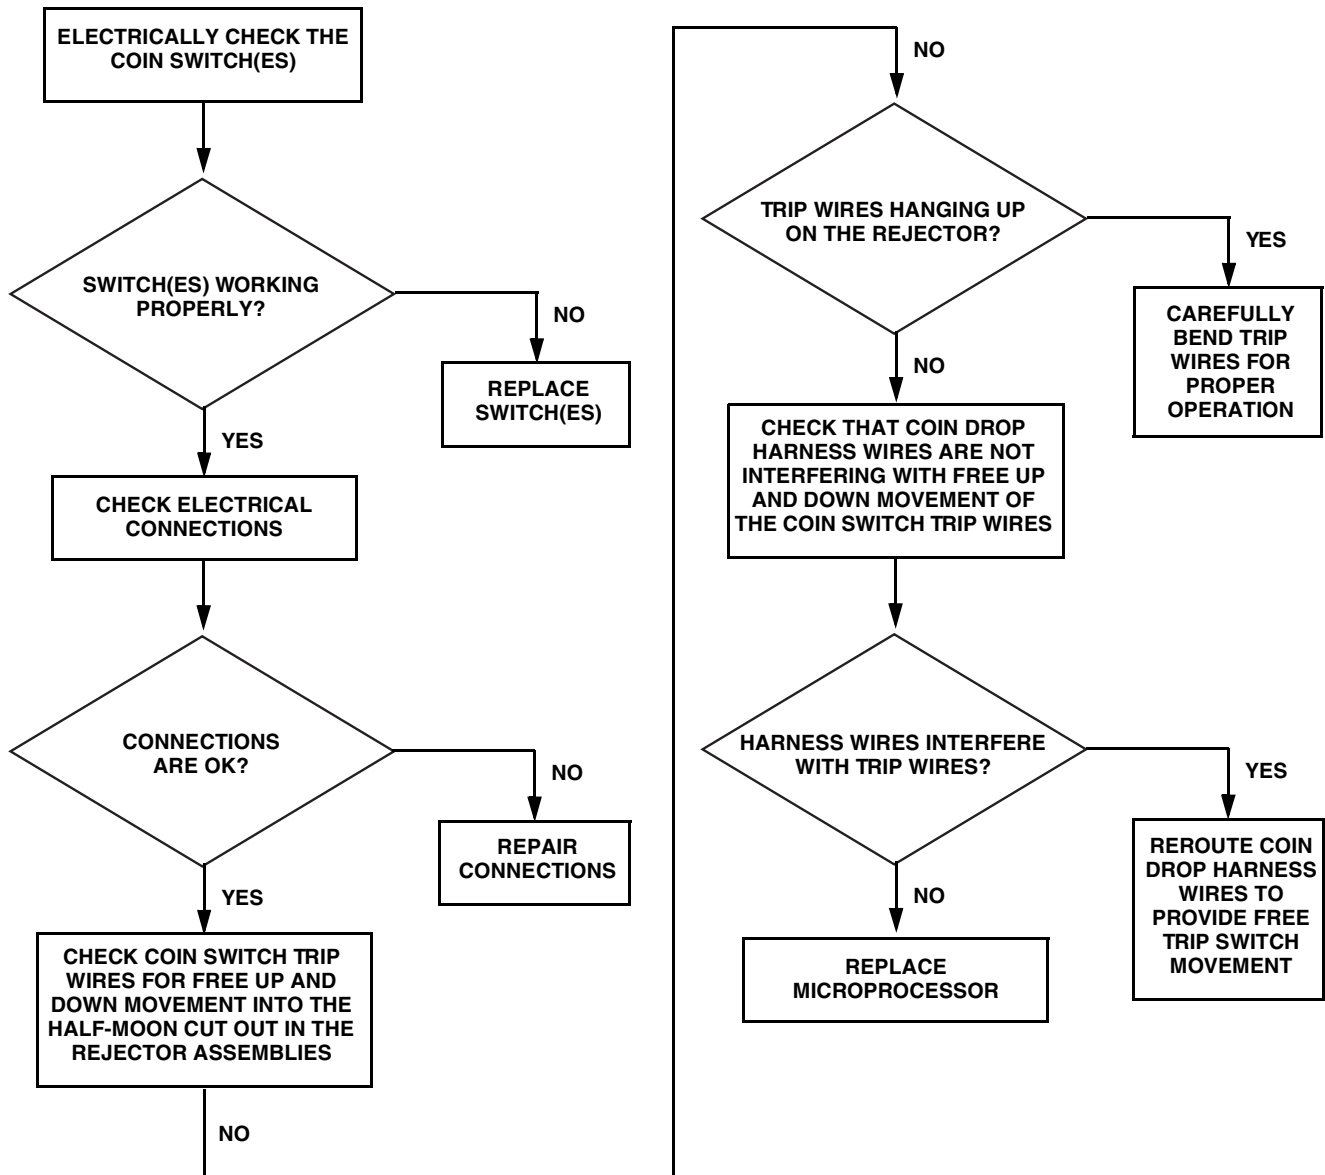 ELECTRICALLY CHECK THE
COIN SWITCH(ES)
SWITCH(ES) WORKING
PROPERLY?
NO
REPLACE
SWITCH(ES)
YES
CHECK ELECTRICAL
CONNECTIONS
CONNECTIONS
ARE OK?
NO
REPAIR
CONNECTIONS
YES
CHECK COIN SWITCH TRIP
WIRES FOR FREE UP AND
DOWN MOVEMENT INTO THE
HALF-MOON CUT OUT IN THE
REJECTOR ASSEMBLIES
NO
NO
TRIP WIRES HANGING UP
ON THE REJECTOR?
YES
CAREFULLY
BEND TRIP
WIRES FOR
PROPER
OPERATION
NO
CHECK THAT COIN DROP
HARNESS WIRES ARE NOT
INTERFERING WITH FREE UP
AND DOWN MOVEMENT OF
THE COIN SWITCH TRIP WIRES
HARNESS WIRES INTERFERE
WITH TRIP WIRES?
YES
REROUTE COIN
DROP HARNESS
WIRES TO
PROVIDE FREE
TRIP SWITCH
MOVEMENT
NO
REPLACE
MICROPROCESSOR